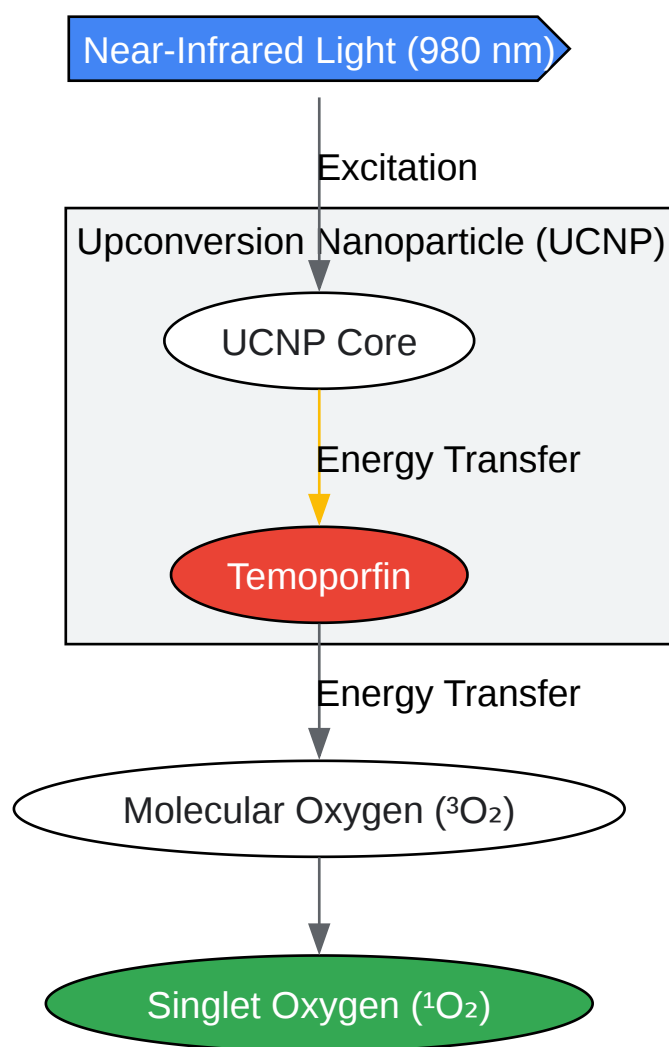 Near-Infrared Light (980 nm)
Excitation
Upconversion Nanoparticle (UCNP)
UCNP Core
Energy Transfer
Temoporfin
Energy Transfer
Molecular Oxygen (³O₂)
Singlet Oxygen (¹O₂)